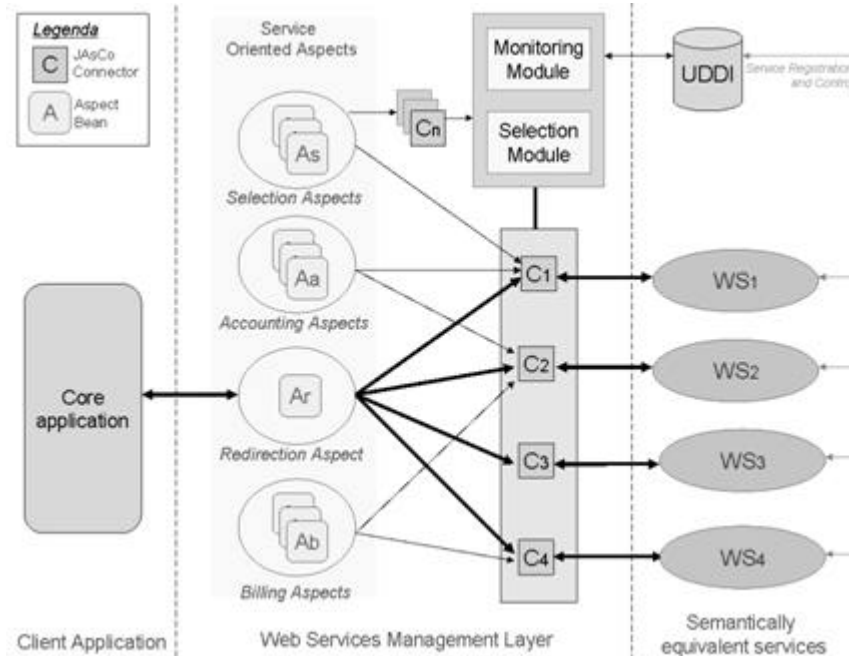 Legenda
C
JAsCo
Connector
A
Aspect
Bean
Service
Oriented Aspects
Monitoring
Module
Selection
Module
UDDI
Service Registration
and Control
Cn
As
Selection Aspects
Aa
Accounting Aspects
Core
application
Ar
Redirection Aspect
Ab
Billing Aspects
C1
C2
C3
C4
WS1
WS2
WS3
WS4
Client Application
Web Services Management Layer
Semantically
equivalent services